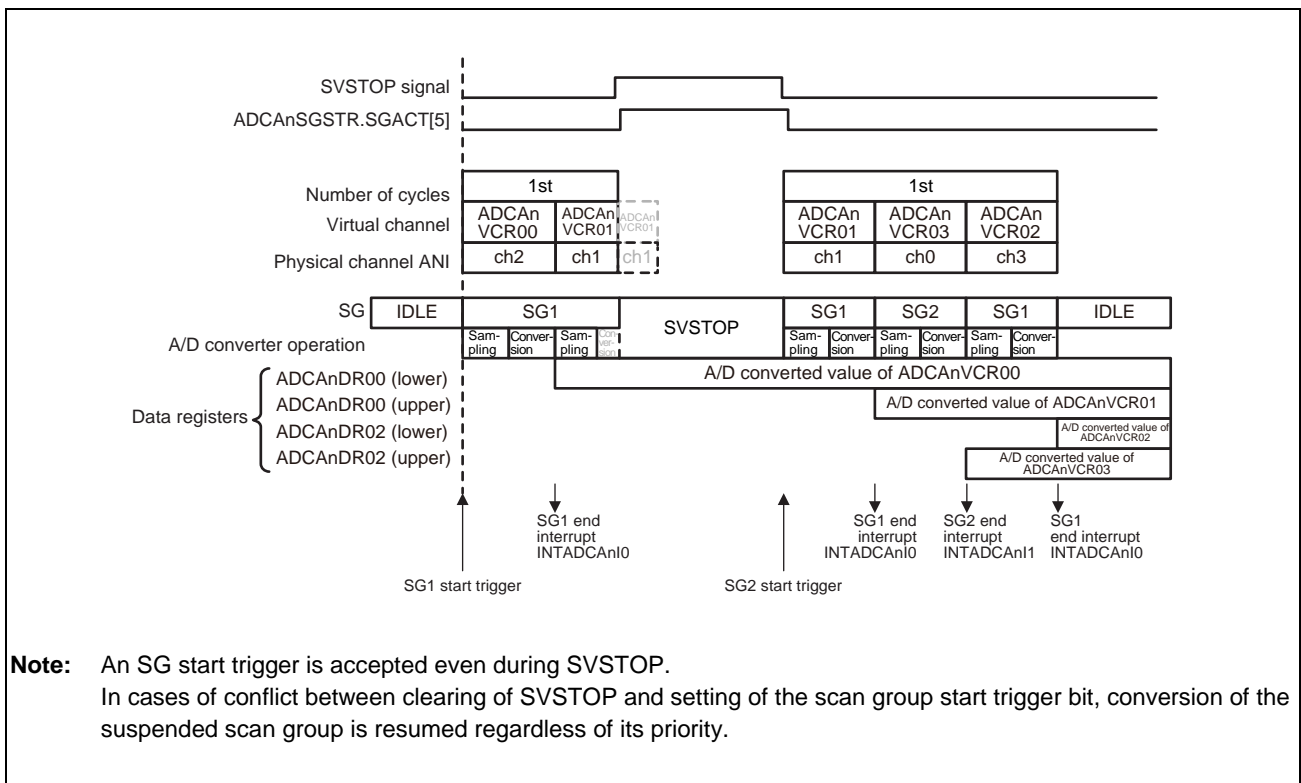 SVSTOP signal
ADCAnSGSTR.SGACT[5]
Number of cycles 1st 1st
Virtual channel ADCAn VCR00 ADCAn VCR01 ADCAn VCR01 ADCAn VCR01 ADCAn VCR03 ADCAn VCR02
Physical channel ANI ch2 ch1 ch1 ch1 ch0 ch3
SG IDLE SG1 SVSTOP SG1 SG2 SG1 IDLE
A/D converter operation Sam-pling Conver-sion Sam-pling Con-ver-sion Sam-pling Conver-sion Sam-pling Conver-sion Sam-pling Conver-sion
Data registers
ADCAnDR00 (lower) A/D converted value of ADCAnVCR00
ADCAnDR00 (upper) A/D converted value of ADCAnVCR01
ADCAnDR02 (lower) A/D converted value of ADCAnVCR02
ADCAnDR02 (upper) A/D converted value of ADCAnVCR03
SG1 end interrupt INTADCAnI0
SG1 end interrupt INTADCAnI0
SG2 end interrupt INTADCAnI1
SG1 end interrupt INTADCAnI0
SG1 start trigger
SG2 start trigger
Note: An SG start trigger is accepted even during SVSTOP.
In cases of conflict between clearing of SVSTOP and setting of the scan group start trigger bit, conversion of the
suspended scan group is resumed regardless of its priority.